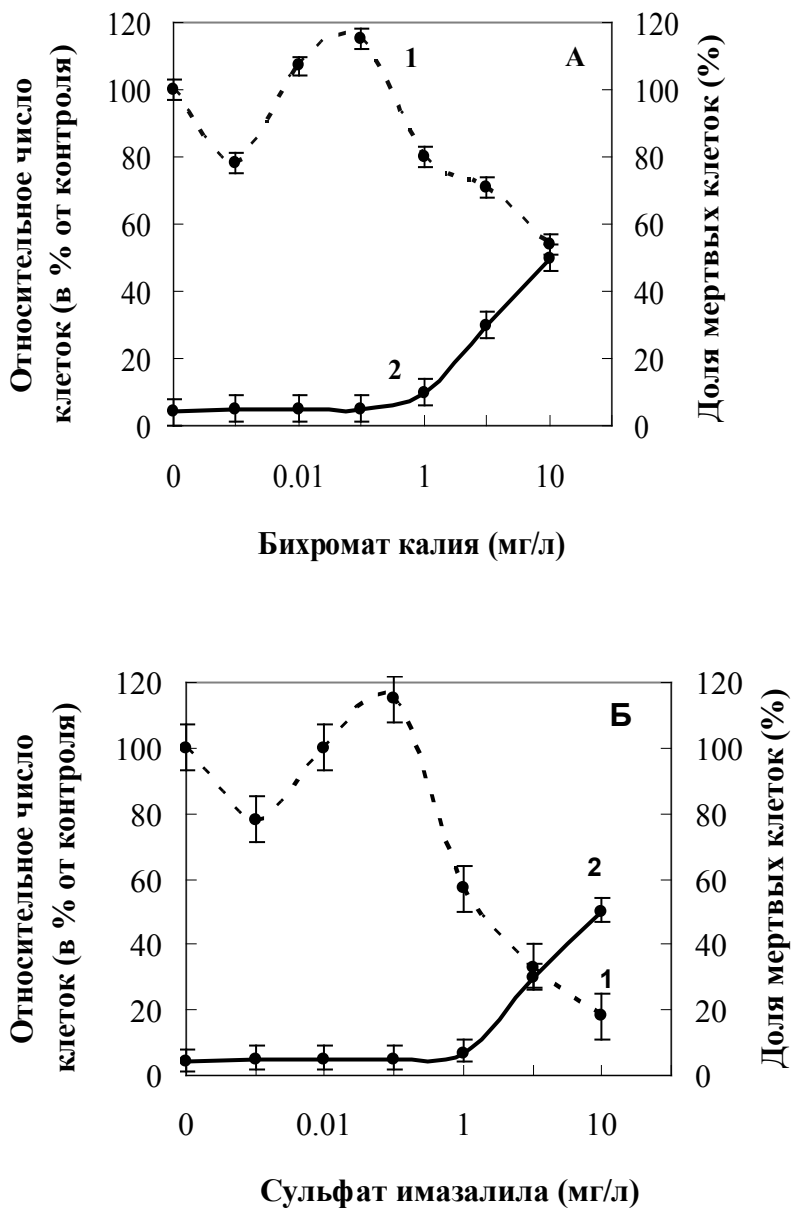 120
100
80
60
40
20
0
Относительное число
клеток (в % от контроля)
1
2
А
120
100
80
60
40
20
0
Доля мертвых клеток (%)
0 0.01 1 10
Бихромат калия (мг/л)
120
100
80
60
40
20
0
Относительное число
клеток (в % от контроля)
Б
2
1
120
100
80
60
40
20
0
Доля мертвых клеток (%)
0 0.01 1 10
Сульфат имазалила (мг/л)